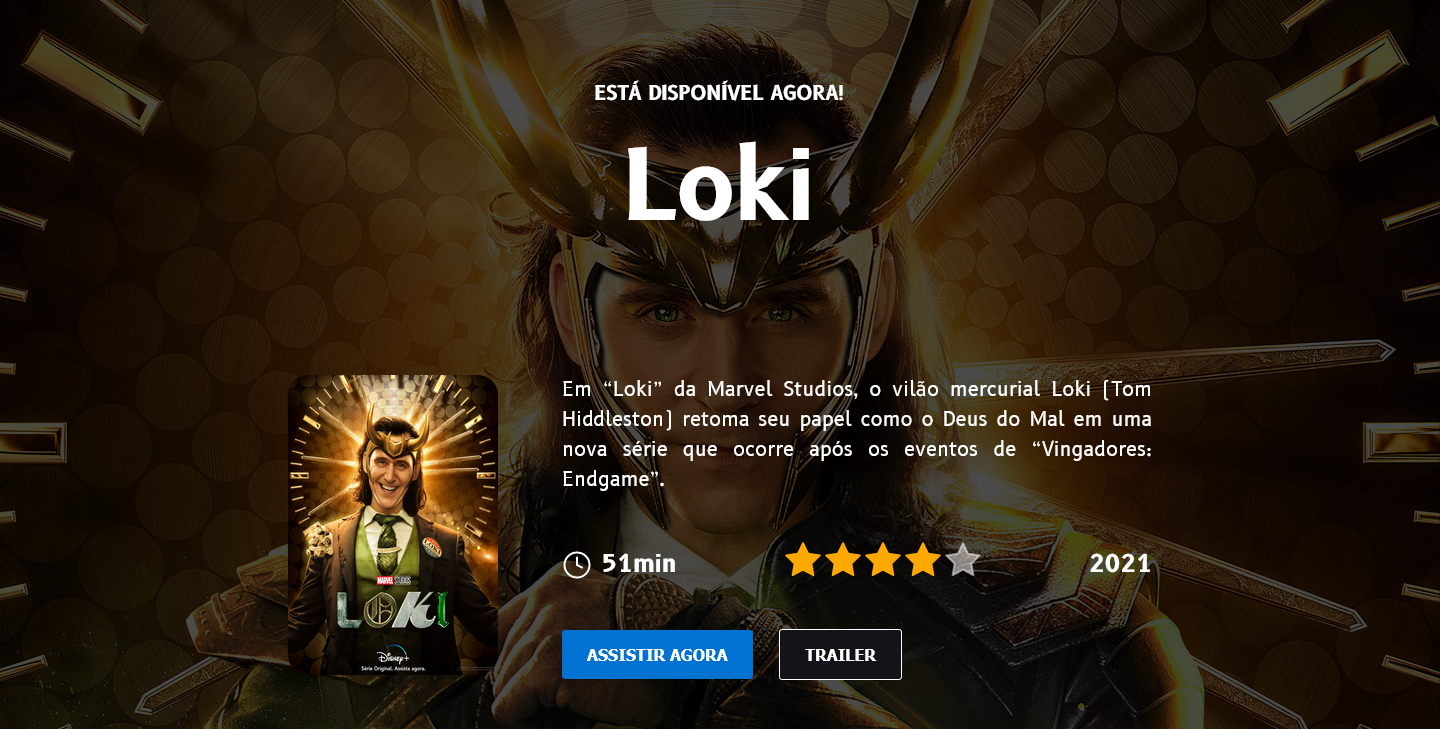 ESTÁ DISPONÍVEL AGORA!
Loki
Em “Loki” da Marvel Studios, o vilão mercurial Loki (Tom
Hiddleston) retoma seu papel como o Deus do Mal em uma
nova série que ocorre após os eventos de “Vingadores:
Endgame”.
51min
2021
ASSISTIR AGORA
TRAILER
MARVEL STUDIOS
LOKI
Disney+
Série Original. Assista agora.